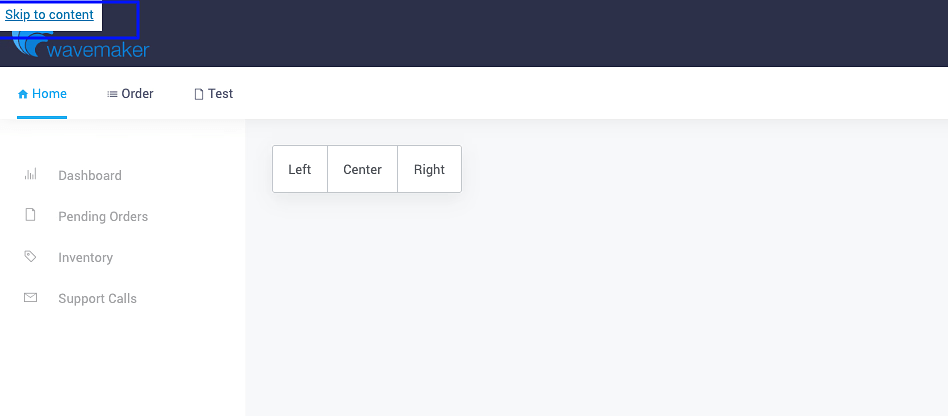 Skip to content
wavemaker
Home Order Test
Dashboard
Pending Orders
Inventory
Support Calls
Left Center Right